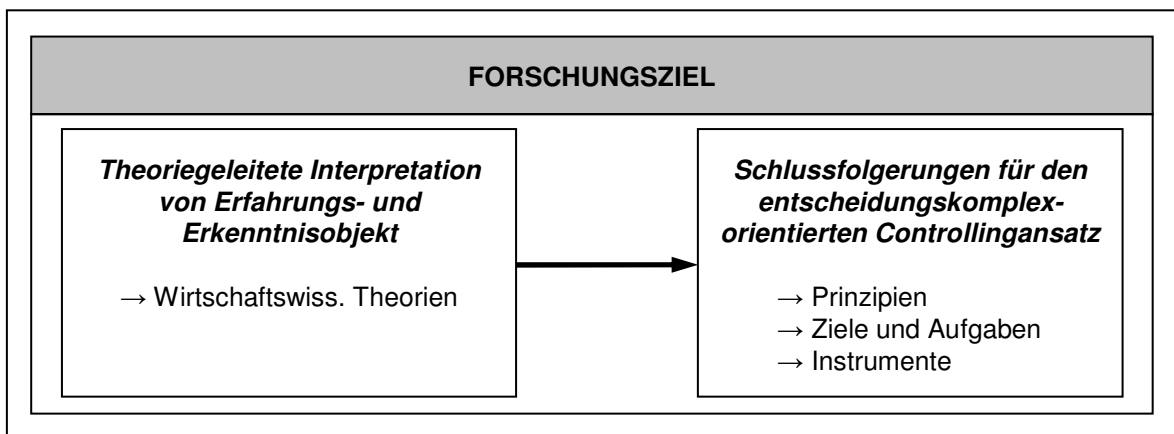 FORSCHUNGSZIEL
Theoriegeleitete Interpretation
von Erfahrungs- und
Erkenntnisobjekt
→ Wirtschaftswiss. Theorien
Schlussfolgerungen für den
entscheidungskomplex-
orientierten Controllingansatz
→ Prinzipien
→ Ziele und Aufgaben
→ Instrumente